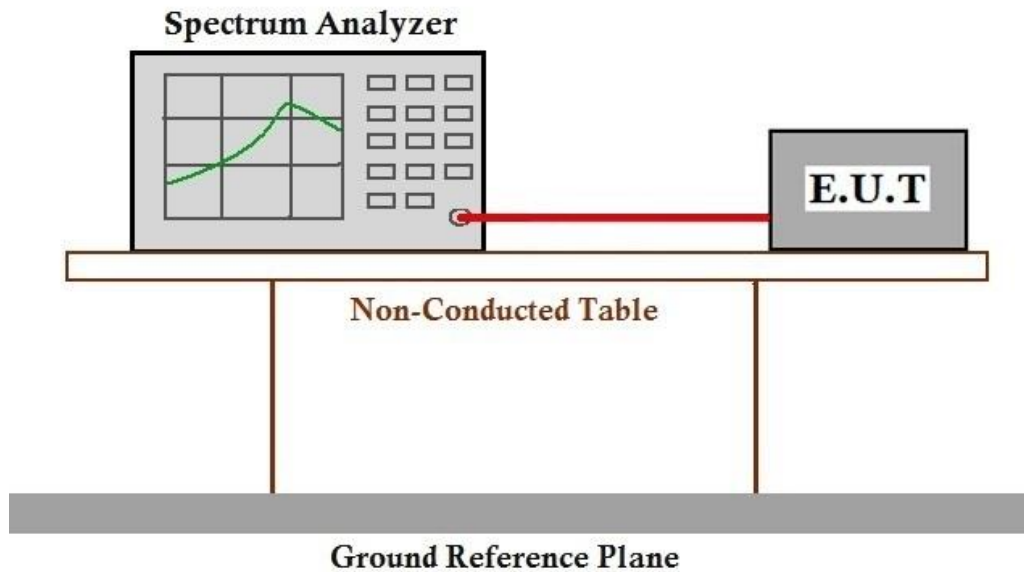 Spectrum Analyzer
E.U.T
Non-Conducted Table
Ground Reference Plane